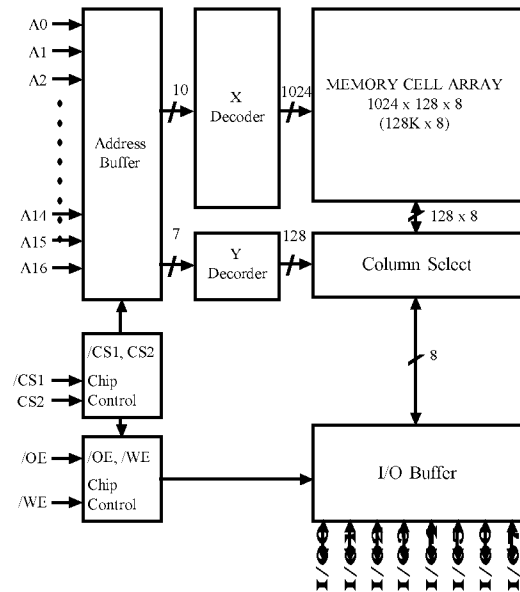 A0
A1
A2
A14
A15
A16
Address
Buffer
10
X
Decoder
1024
MEMORY CELL ARRAY
1024 x 128 x 8
(128K x 8)
7
Y
Decorder
128
128 x 8
Column Select
8
/CS1
CS2
/CS1, CS2
Chip
Control
/OE
/WE
/OE, /WE
Chip
Control
I/O Buffer